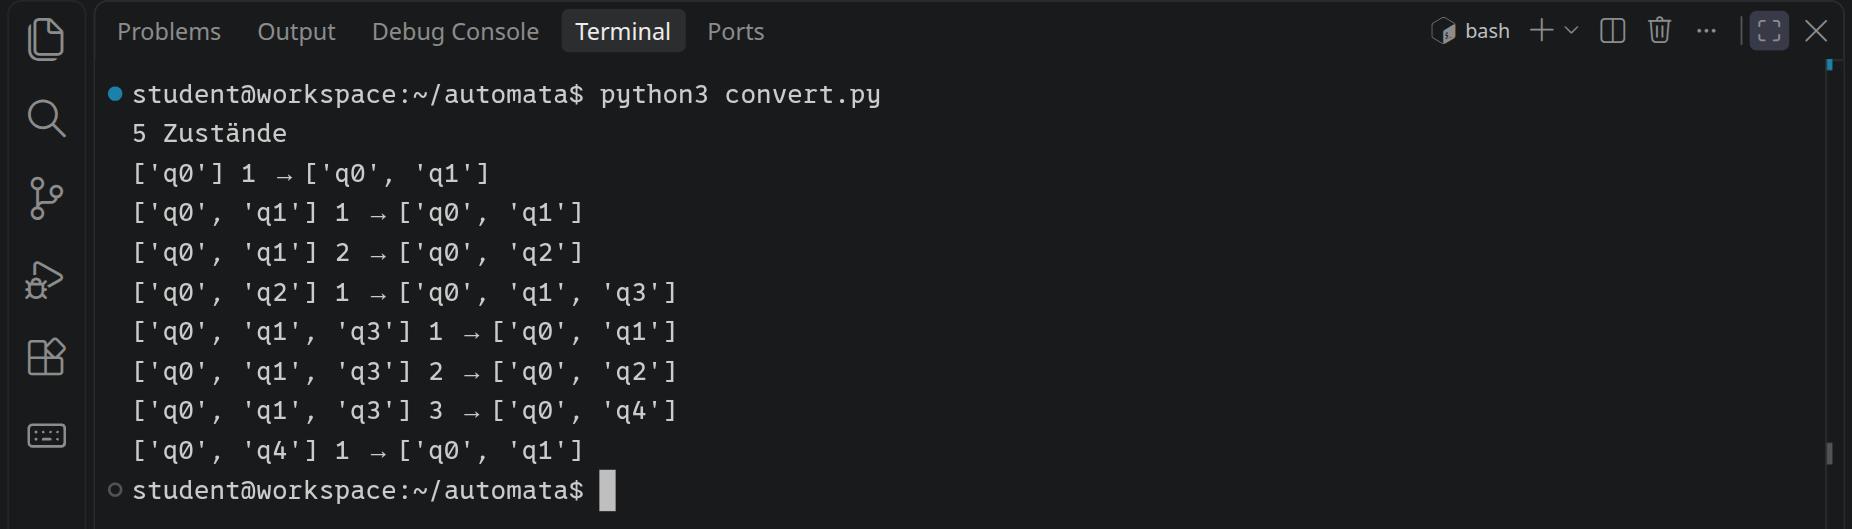 Problems Output Debug Console Terminal Ports bash
student@workspace:~/automata$ python3 convert.py
5 Zustände
['q0'] 1 → ['q0', 'q1']
['q0', 'q1'] 1 → ['q0', 'q1']
['q0', 'q1'] 2 → ['q0', 'q2']
['q0', 'q2'] 1 → ['q0', 'q1', 'q3']
['q0', 'q1', 'q3'] 1 → ['q0', 'q1']
['q0', 'q1', 'q3'] 2 → ['q0', 'q2']
['q0', 'q1', 'q3'] 3 → ['q0', 'q4']
['q0', 'q4'] 1 → ['q0', 'q1']
student@workspace:~/automata$